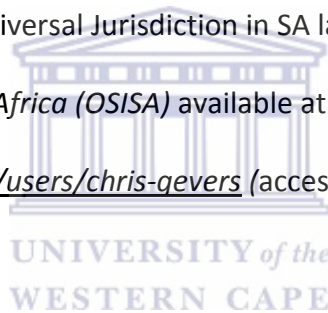 iversal Jurisdiction in SA la
Africa (OSISA) available at
/users/chris-gevers (acces
UNIVERSITY of the
WESTERN CAPE